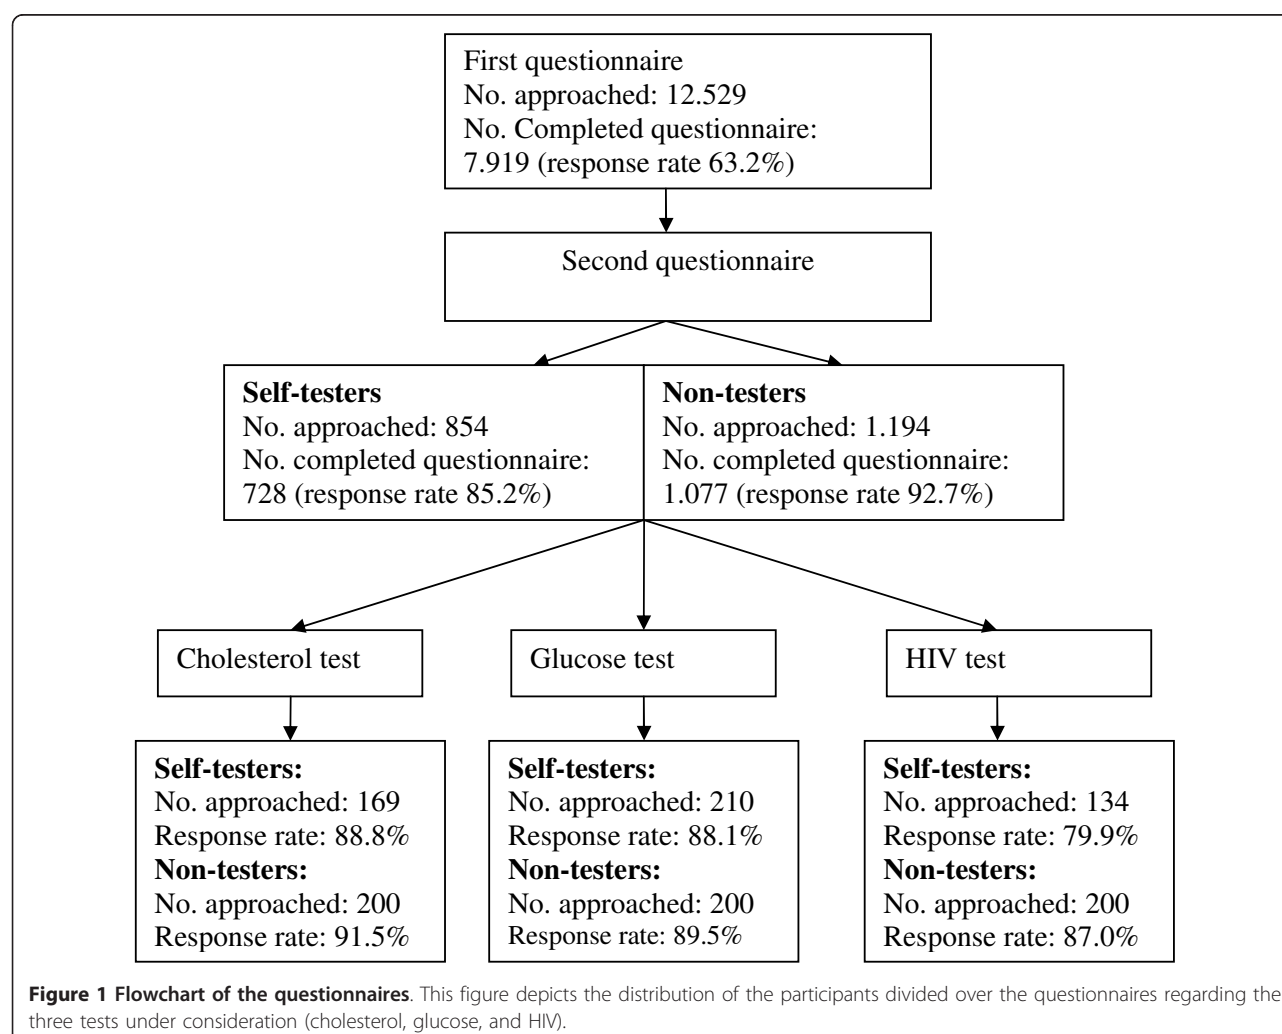 First questionnaire
No. approached: 12.529
No. Completed questionnaire:
7.919 (response rate 63.2%)
Second questionnaire
Self-testers
No. approached: 854
No. completed questionnaire:
728 (response rate 85.2%)
Non-testers
No. approached: 1.194
No. completed questionnaire:
1.077 (response rate 92.7%)
Cholesterol test
Glucose test
HIV test
Self-testers:
No. approached: 169
Response rate: 88.8%
Non-testers:
No. approached: 200
Response rate: 91.5%
Self-testers:
No. approached: 210
Response rate: 88.1%
Non-testers:
No. approached: 200
Response rate: 89.5%
Self-testers:
No. approached: 134
Response rate: 79.9%
Non-testers:
No. approached: 200
Response rate: 87.0%
Figure 1 Flowchart of the questionnaires. This figure depicts the distribution of the participants divided over the questionnaires regarding the
three tests under consideration (cholesterol, glucose, and HIV).